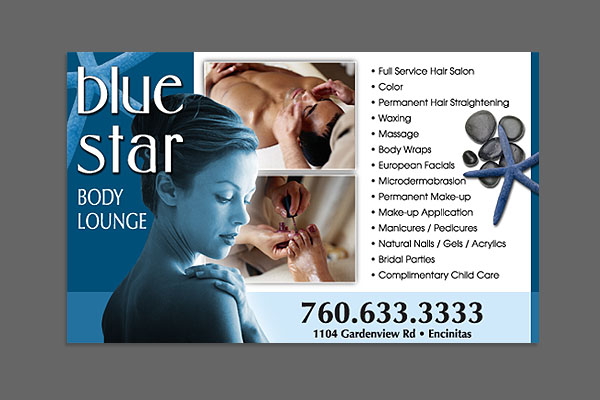 blue
star
BODY
LOUNGE
• Full Service Hair Salon
• Color
• Permanent Hair Straightening
• Waxing
• Massage
• Body Wraps
• European Facials
• Microdermabrasion
• Permanent Make-up
• Make-up Application
• Manicures / Pedicures
• Natural Nails / Gels / Acrylics
• Bridal Parties
• Complimentary Child Care
760.633.3333
1104 Gardenview Rd • Encinitas